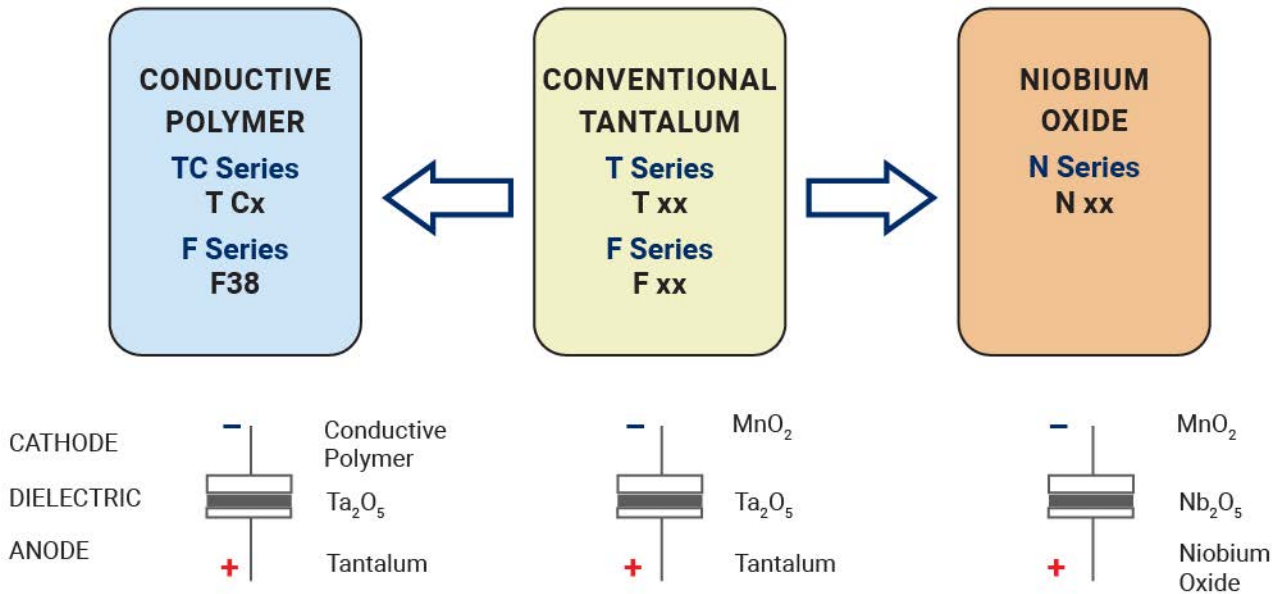 CONDUCTIVE
POLYMER
TC Series
T Cx
F Series
F38
CONVENTIONAL
TANTALUM
T Series
T xx
F Series
F xx
NIOBIUM
OXIDE
N Series
N xx
CATHODE
DIELECTRIC
ANODE
−
Conductive
Polymer
Ta₂O₅
+
Tantalum
−
MnO₂
Ta₂O₅
+
Tantalum
−
MnO₂
Nb₂O₅
+
Niobium
Oxide